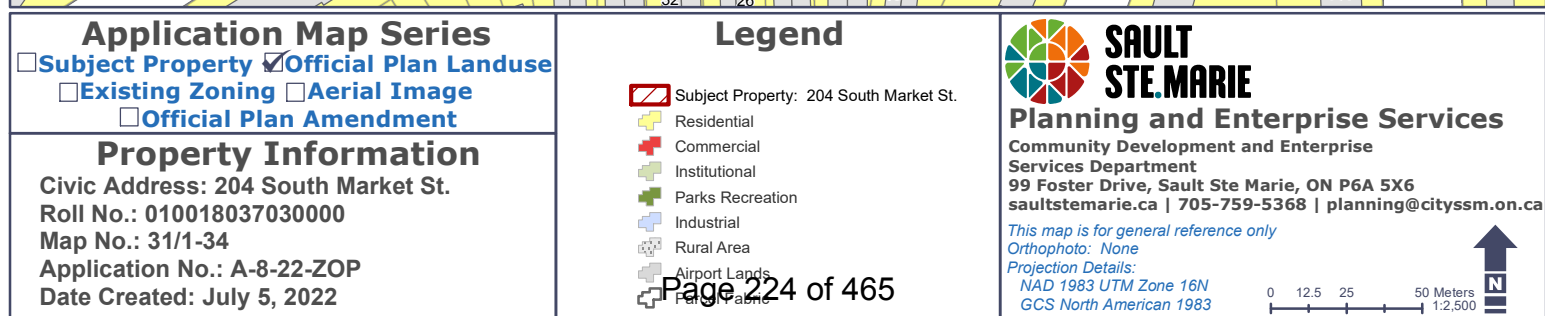 32 26
Application Map Series
Subject Property Official Plan Landuse
Existing Zoning Aerial Image
Official Plan Amendment
Property Information
Civic Address: 204 South Market St.
Roll No.: 010018037030000
Map No.: 31/1-34
Application No.: A-8-22-ZOP
Date Created: July 5, 2022
Legend
Subject Property: 204 South Market St.
Residential
Commercial
Institutional
Parks Recreation
Industrial
Rural Area
Airport Lands
Parcel Fabric
Page 224 of 465
SAULT
STE.MARIE
Planning and Enterprise Services
Community Development and Enterprise
Services Department
99 Foster Drive, Sault Ste Marie, ON P6A 5X6
saultstemarie.ca | 705-759-5368 | planning@cityssm.on.ca
This map is for general reference only
Orthophoto: None
Projection Details:
NAD 1983 UTM Zone 16N
GCS North American 1983
0 12.5 25 50 Meters
1:2,500
N